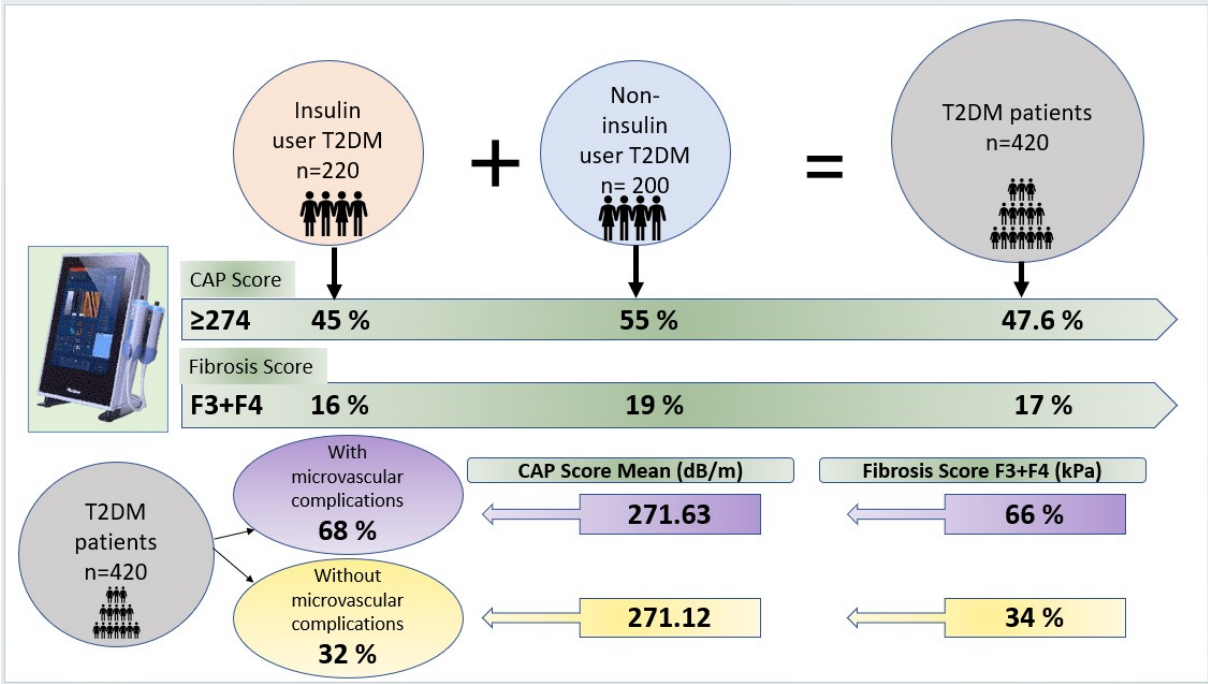 Insulin
user T2DM
n=220
Non-
insulin
user T2DM
n= 200
T2DM patients
n=420
CAP Score
≥274 45 % 55 % 47.6 %
Fibrosis Score
F3+F4 16 % 19 % 17 %
T2DM
patients
n=420
With
microvascular
complications
68 %
CAP Score Mean (dB/m) Fibrosis Score F3+F4 (kPa)
271.63 66 %
Without
microvascular
complications
32 %
271.12 34 %